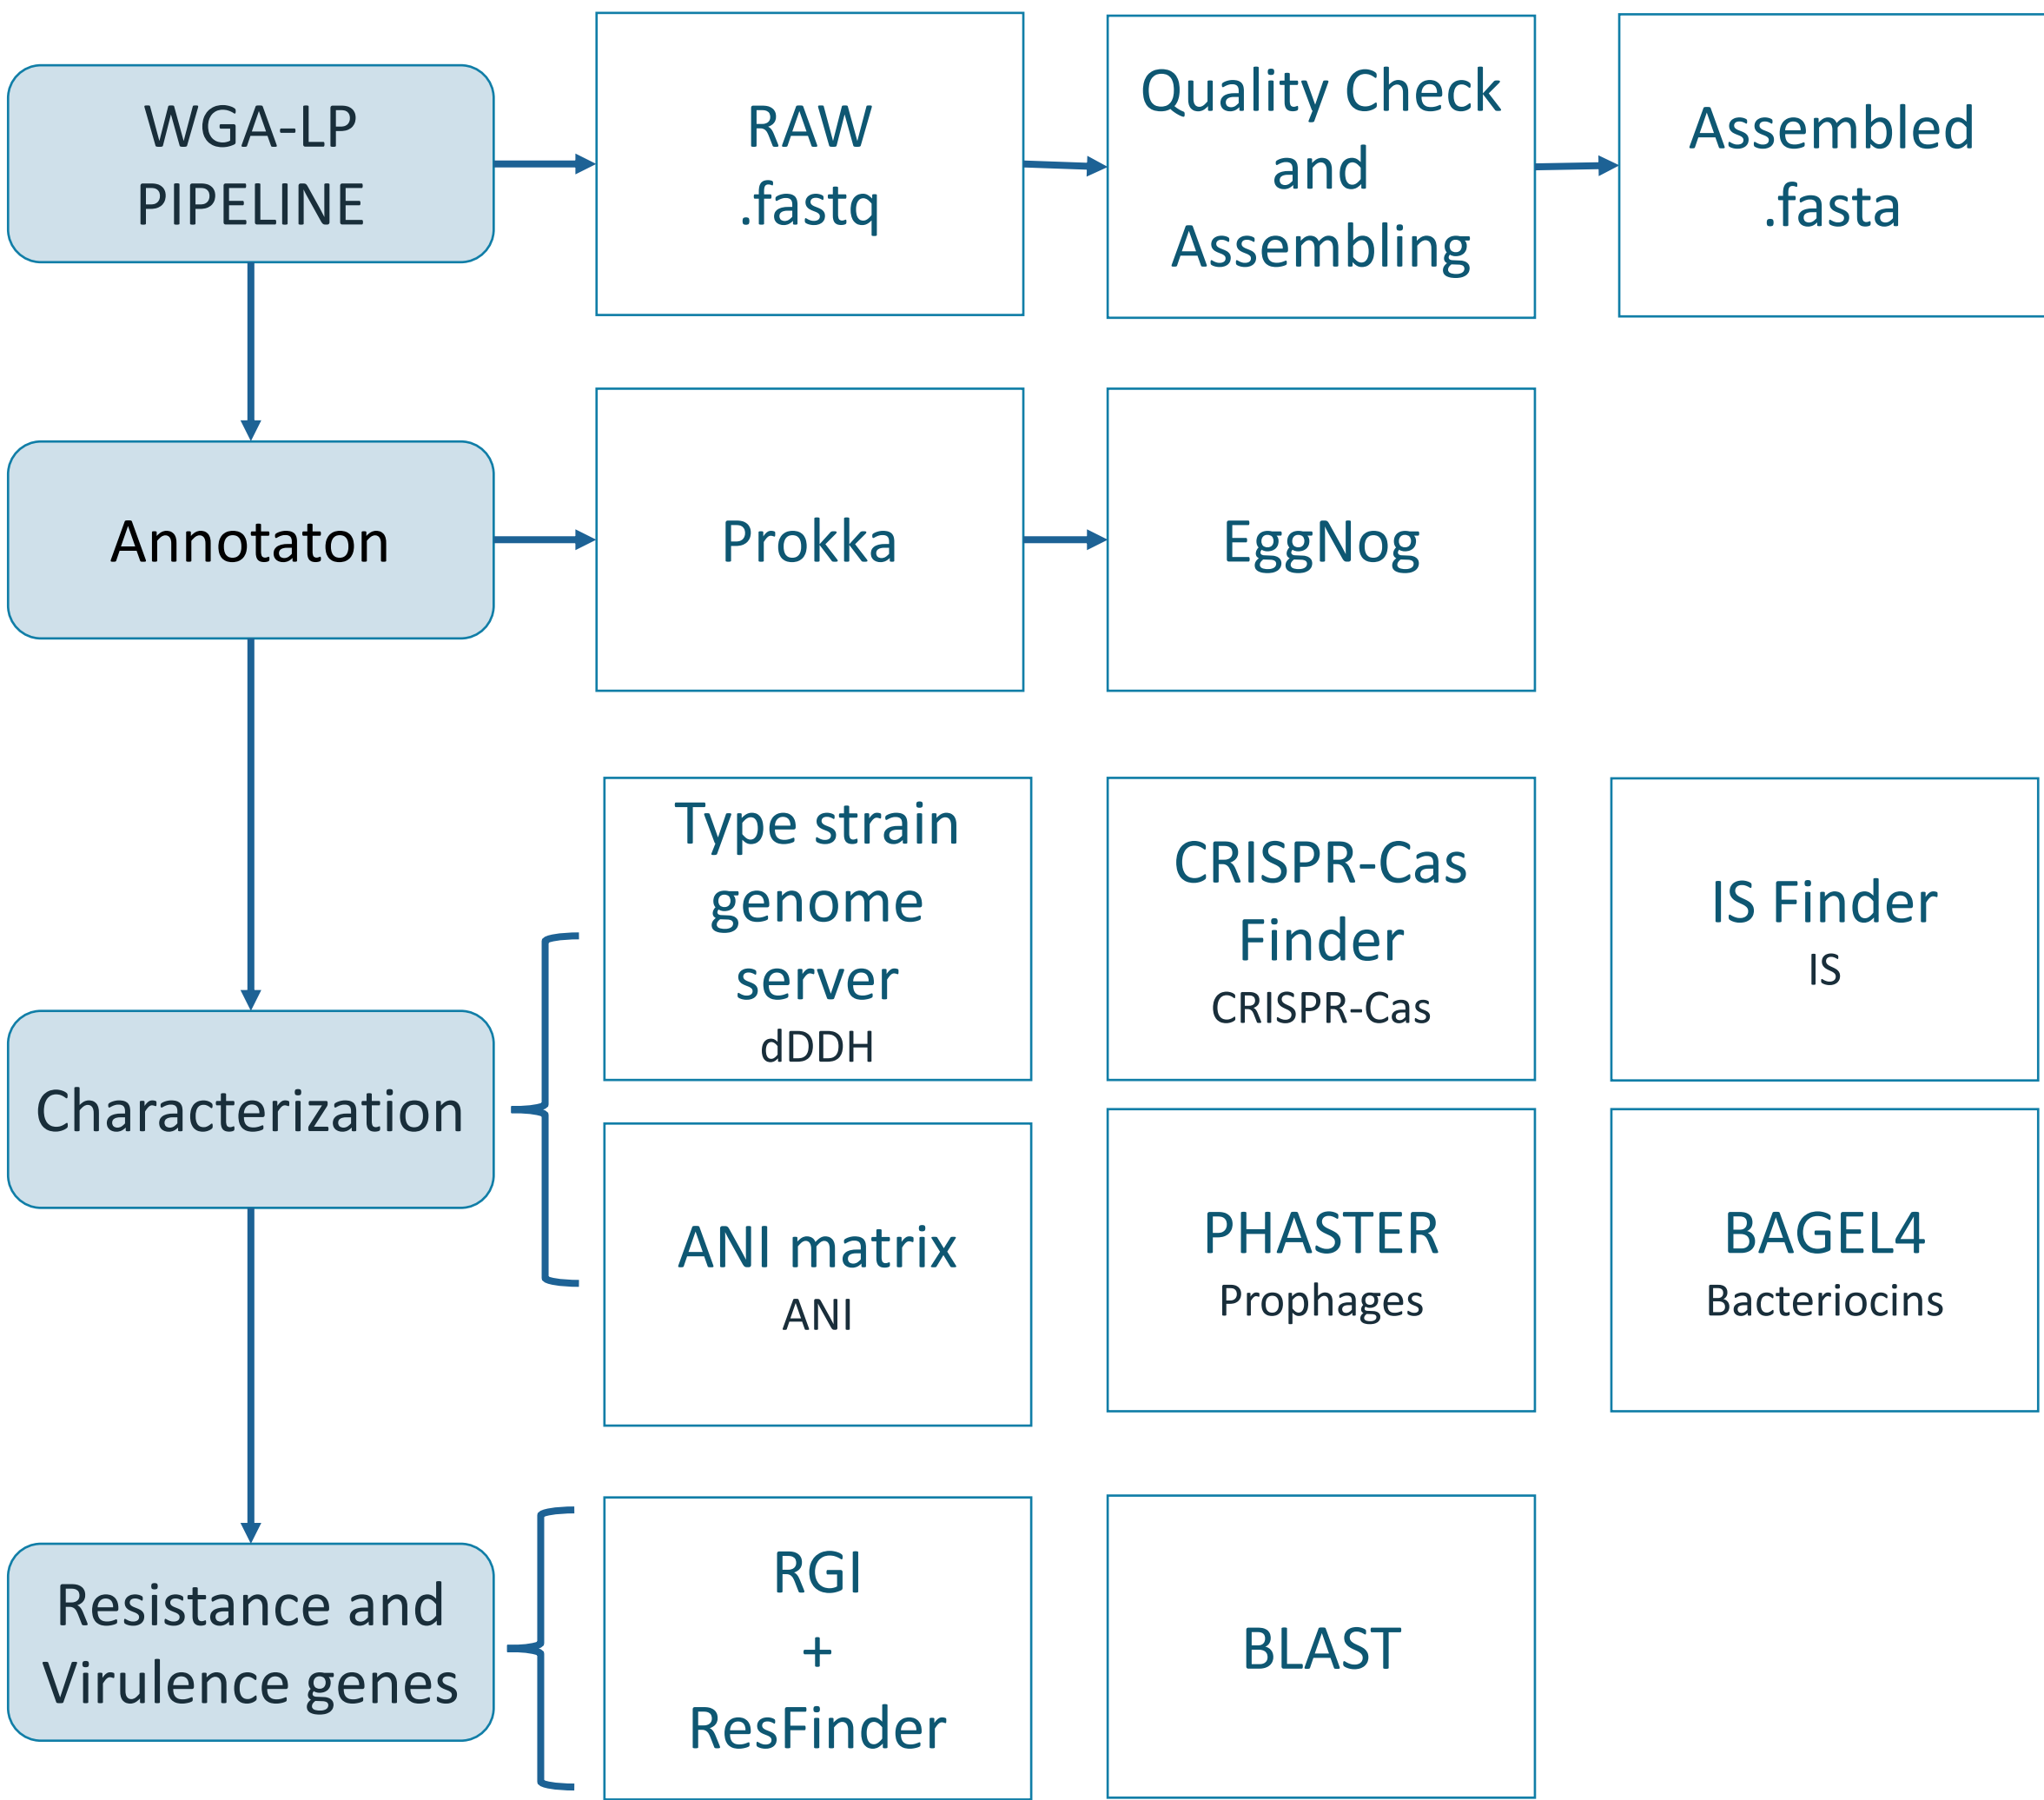 WGA-LP
PIPELINE
RAW
.fastq
Quality Check
and
Assembling
Assembled
.fasta
Annotaton
Prokka
EggNog
Characterization
Type strain
genome
server
dDDH
CRISPR-Cas
Finder
CRISPR-Cas
IS Finder
IS
ANI matrix
ANI
PHASTER
Prophages
BAGEL4
Bacteriocins
Resistance and
Virulence genes
RGI
+
ResFinder
BLAST